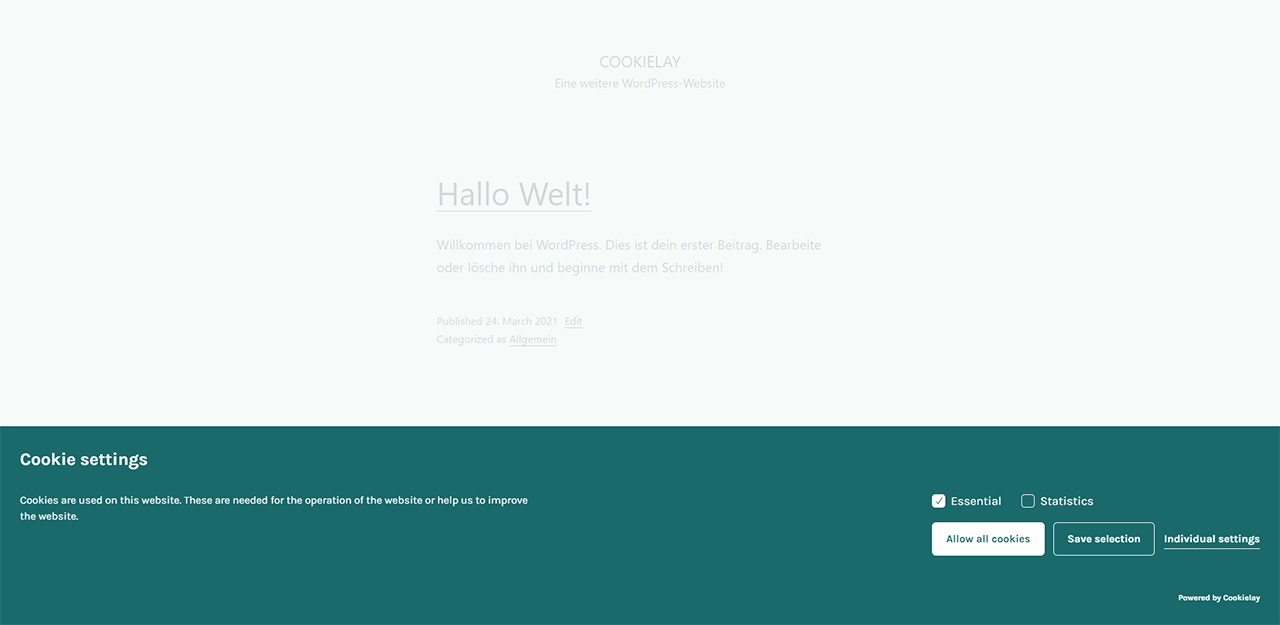 COOKIELAY
Eine weitere WordPress-Website
Hallo Welt!
Willkommen bei WordPress. Dies ist dein erster Beitrag. Bearbeite
oder lösche ihn und beginne mit dem Schreiben!
Published 24. March 2021 Edit
Categorized as Allgemein
Cookie settings
Cookies are used on this website. These are needed for the operation of the website or help us to improve
the website.
Essential Statistics
Allow all cookies Save selection Individual settings
Powered by Cookielay